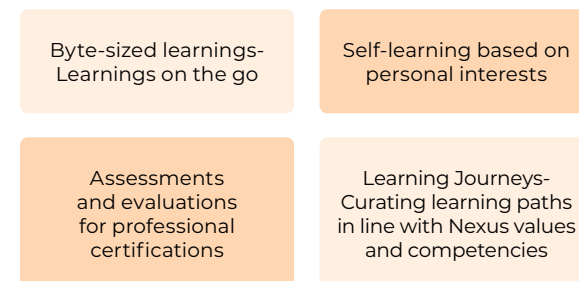 Byte-sized learnings-
Learnings on the go
Self-learning based on
personal interests
Assessments
and evaluations
for professional
certifications
Learning Journeys-
Curating learning paths
in line with Nexus values
and competencies